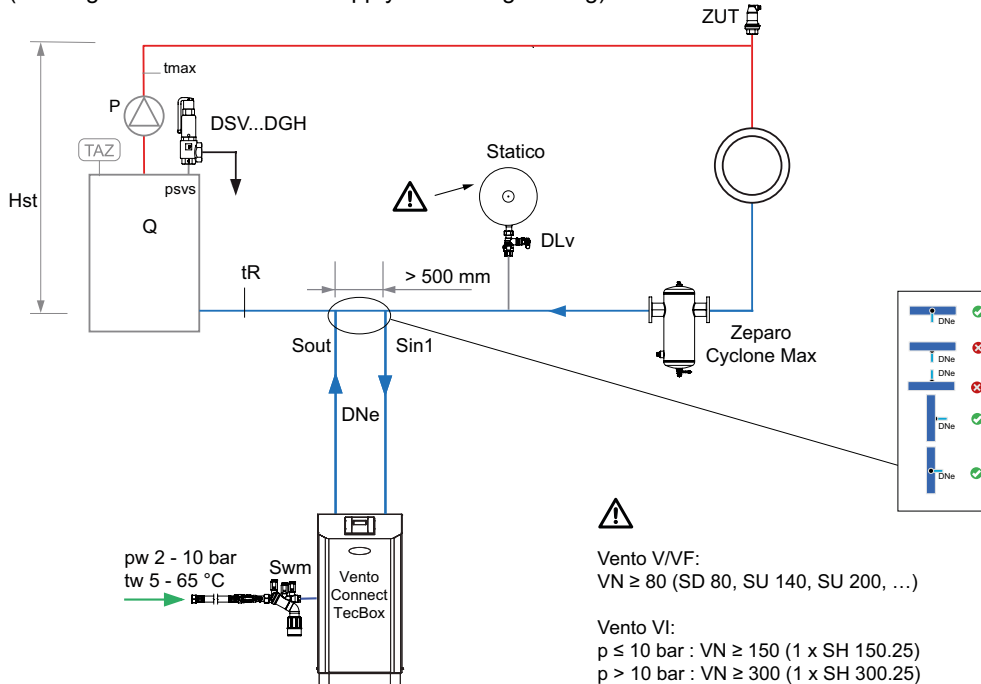 ZUT
tmax
P
DSV...DGH
TAZ
Statico
psvs
Hst
Q
DLv
tR
> 500 mm
DNe
DNe
DNe
DNe
DNe
Zeparo
Cyclone Max
Sout
Sin1
DNe
pw 2 - 10 bar
tw 5 - 65 °C
Swm
Vento
Connect
TecBox
Vento V/VF:
VN ≥ 80 (SD 80, SU 140, SU 200, …)
Vento VI:
p ≤ 10 bar : VN ≥ 150 (1 x SH 150.25)
p > 10 bar : VN ≥ 300 (1 x SH 300.25)